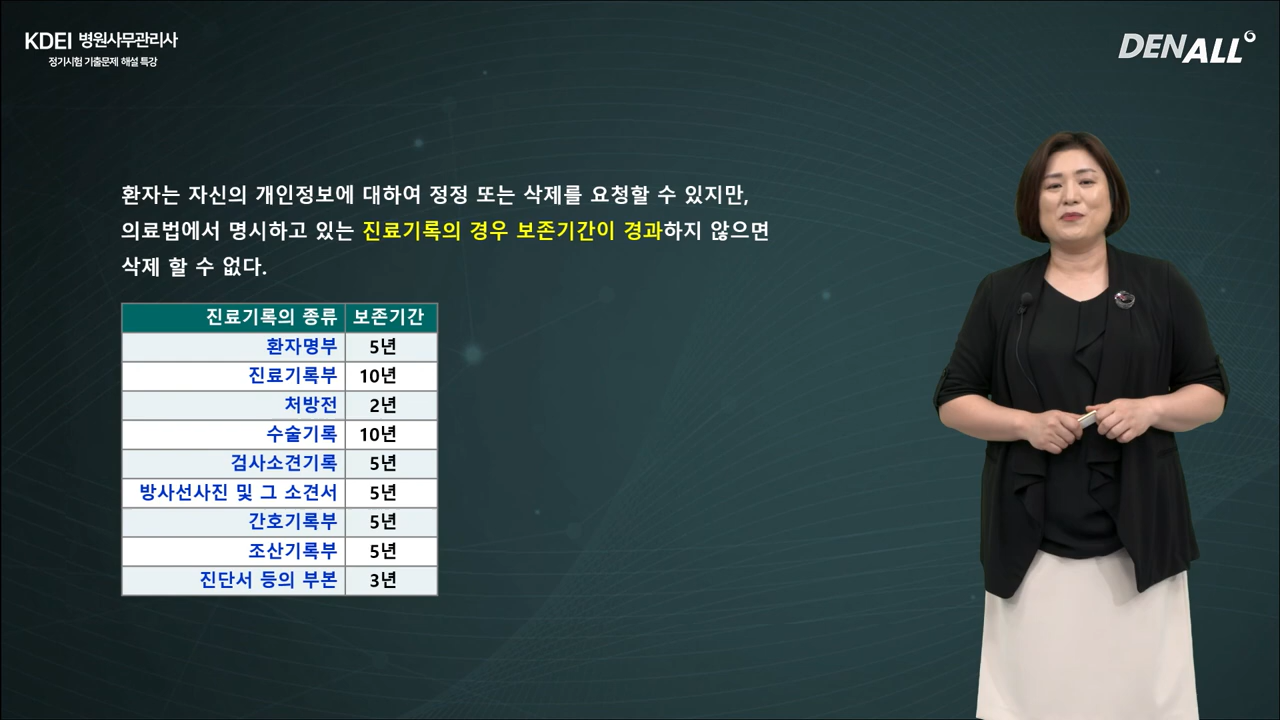 KDEI 병원사무관리사
정기시험 기출문제 해설 특강
DENALL
환자는 자신의 개인정보에 대하여 정정 또는 삭제를 요청할 수 있지만,
의료법에서 명시하고 있는 진료기록의 경우 보존기간이 경과하지 않으면
삭제 할 수 없다.
진료기록의 종류 보존기간
환자명부 5년
진료기록부 10년
처방전 2년
수술기록 10년
검사소견기록 5년
방사선사진 및 그 소견서 5년
간호기록부 5년
조산기록부 5년
진단서 등의 부본 3년